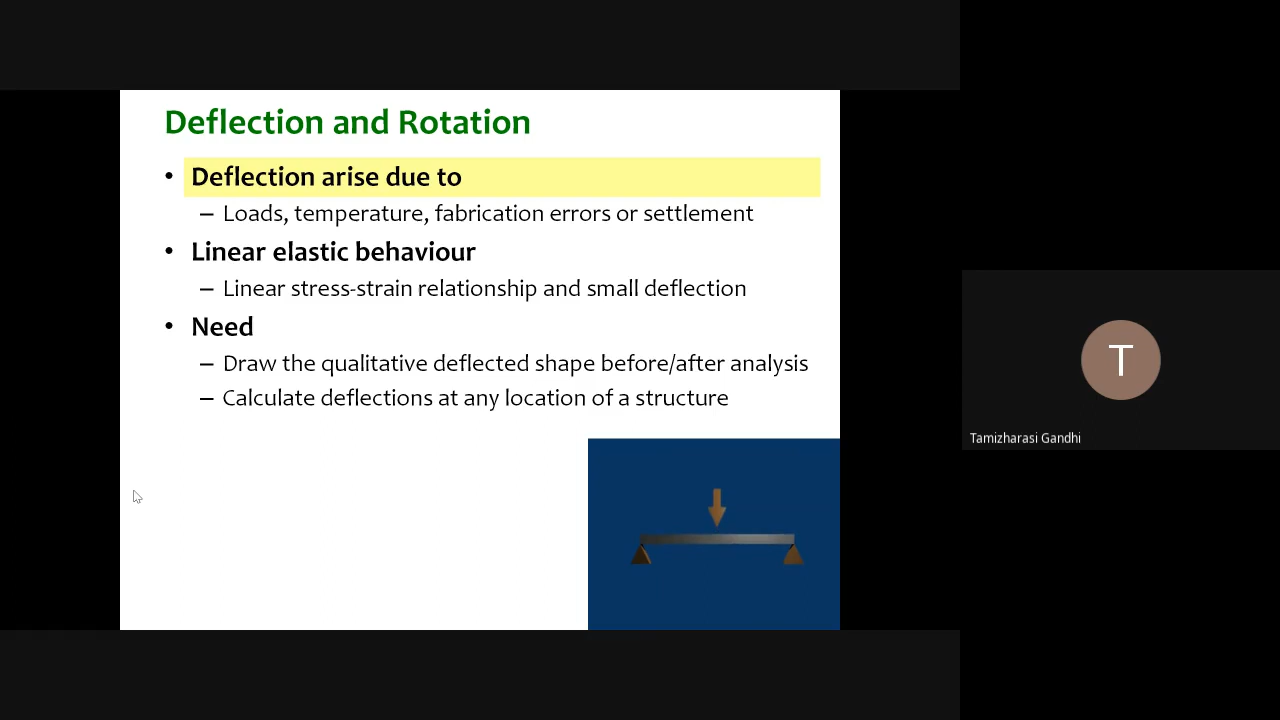 Deflection and Rotation
• Deflection arise due to
– Loads, temperature, fabrication errors or settlement
• Linear elastic behaviour
– Linear stress-strain relationship and small deflection
• Need
– Draw the qualitative deflected shape before/after analysis
– Calculate deflections at any location of a structure
T
Tamizharasi Gandhi